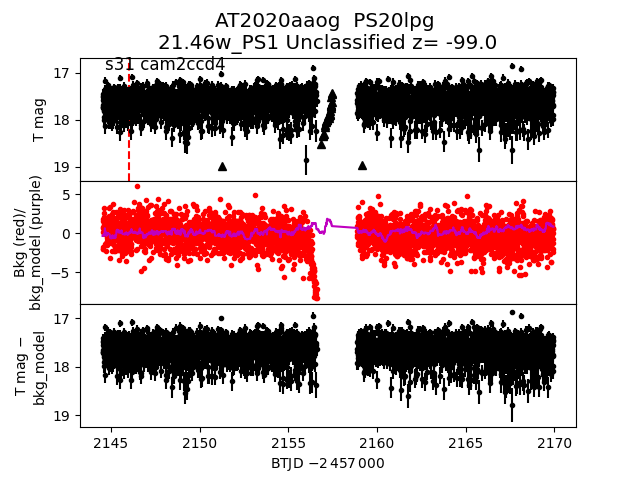 AT2020aaog  PS20lpg
21.46w_PS1 Unclassified z= -99.0
s31 cam2ccd4
17
18
19
T mag
5
0
−5
Bkg (red)/
bkg_model (purple)
17
18
19
T mag −
bkg_model
2145
2150
2155
2160
2165
2170
BTJD −2 457 000